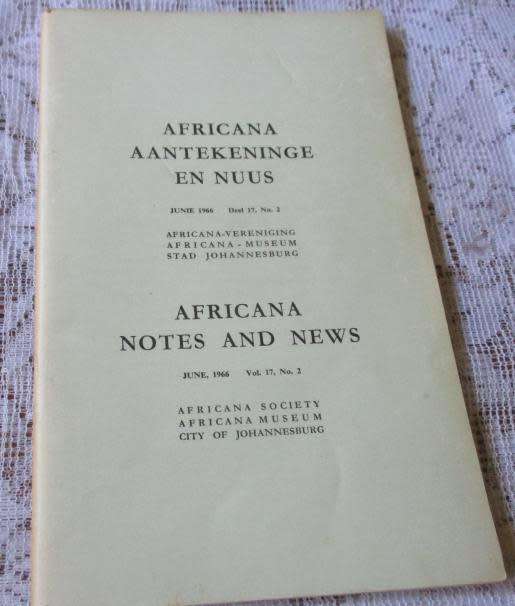 AFRICANA
AANTEKENINGE
EN NUUS
JUNIE 1966 Deel 17, No. 2
AFRICANA-VERENIGING
AFRICANA - MUSEUM
STAD JOHANNESBURG
AFRICANA
NOTES AND NEWS
JUNE, 1966 Vol. 17, No. 2
AFRICANA SOCIETY
AFRICANA MUSEUM
CITY OF JOHANNESBURG